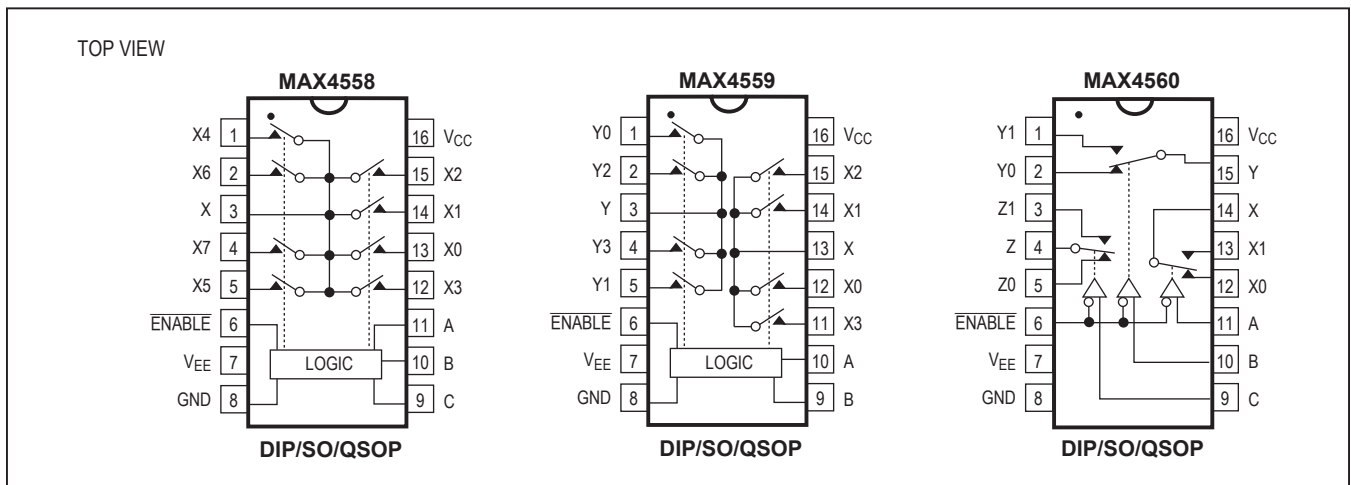 TOP VIEW
MAX4558
X4 1
X6 2
X 3
X7 4
X5 5
ENABLE 6
VEE 7
GND 8
16 VCC
15 X2
14 X1
13 X0
12 X3
11 A
10 B
9 C
LOGIC
DIP/SO/QSOP
MAX4559
Y0 1
Y2 2
Y 3
Y3 4
Y1 5
ENABLE 6
VEE 7
GND 8
16 VCC
15 X2
14 X1
13 X
12 X0
11 X3
10 A
9 B
LOGIC
DIP/SO/QSOP
MAX4560
Y1 1
Y0 2
Z1 3
Z 4
Z0 5
ENABLE 6
VEE 7
GND 8
16 VCC
15 Y
14 X
13 X1
12 X0
11 A
10 B
9 C
DIP/SO/QSOP